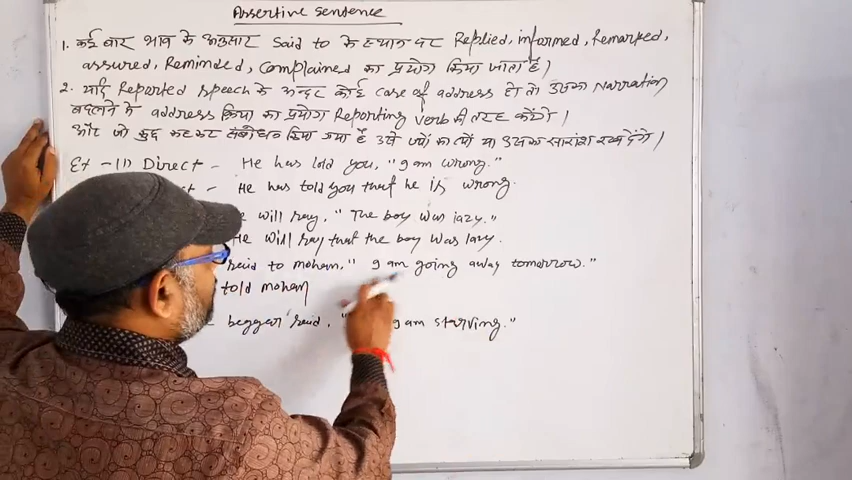 Assertive Sentence
1. कई बार भाव के अनुसार Said to के स्थान पर Replied, informed, Remarked,
assured, Reminded, Complained का प्रयोग किया जाता है।
2. यदि Reported speech के अन्दर कोई case of address हो तो उसका Narration
बदलने में address क्रिया का प्रयोग Reporting verb की तरह करेंगे।
और जो कुछ कहकर संबोधन किया गया है उसे ज्यों का त्यों या उसका सारांश रख देंगे।
Ex -(1) Direct - He has told you, "I am wrong."
- He has told you that he is wrong.
He will say, "The boy was lazy."
He will say that the boy was lazy.
said to mohan, "I am going away tomorrow."
told mohan
- begger said, " I am starving."